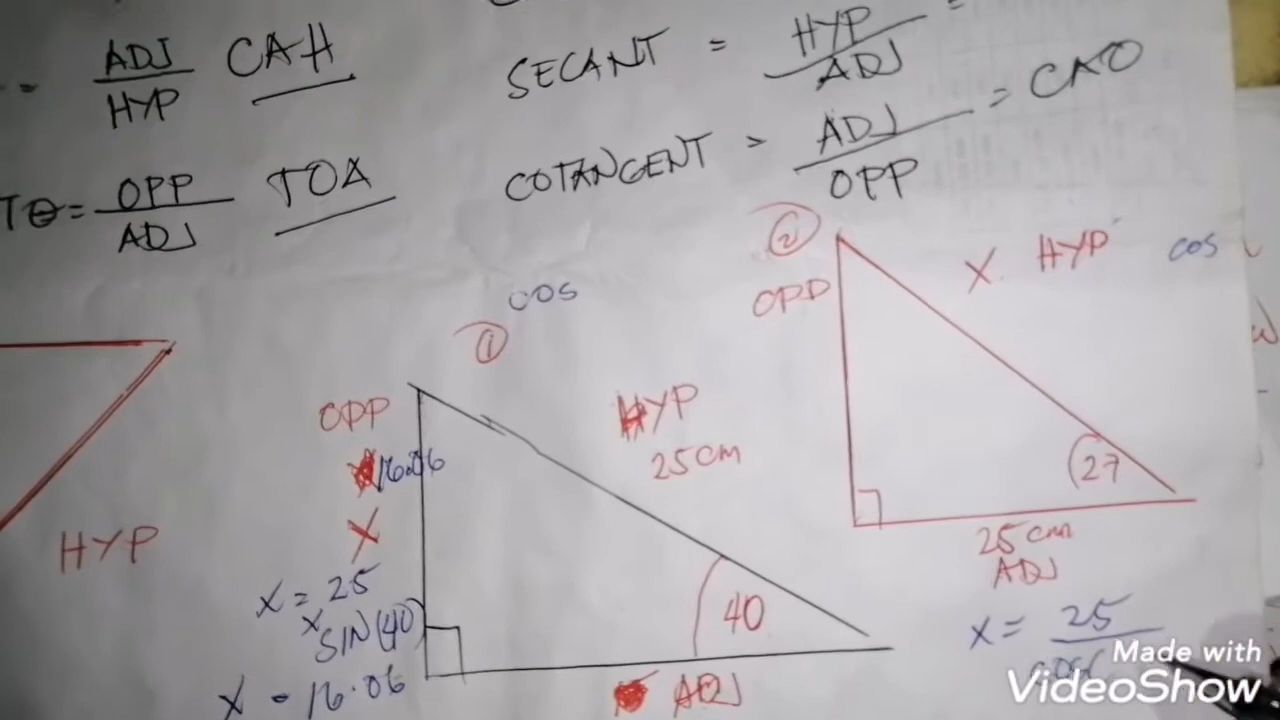 = ADJ CAH
HYP
SECANT = HYP =
ADJ
Tθ= OPP TOA
ADJ
COTANGENT = ADJ = CAO
OPP
cos
1
OPP
16.06
X
X = 25
x SIN(40)
X = 16.06
HYP
25cm
40
ADJ
HYP
2
OPP
X HYP cos
27
25cm
ADJ
X = 25
cos(
Made with
VideoShow